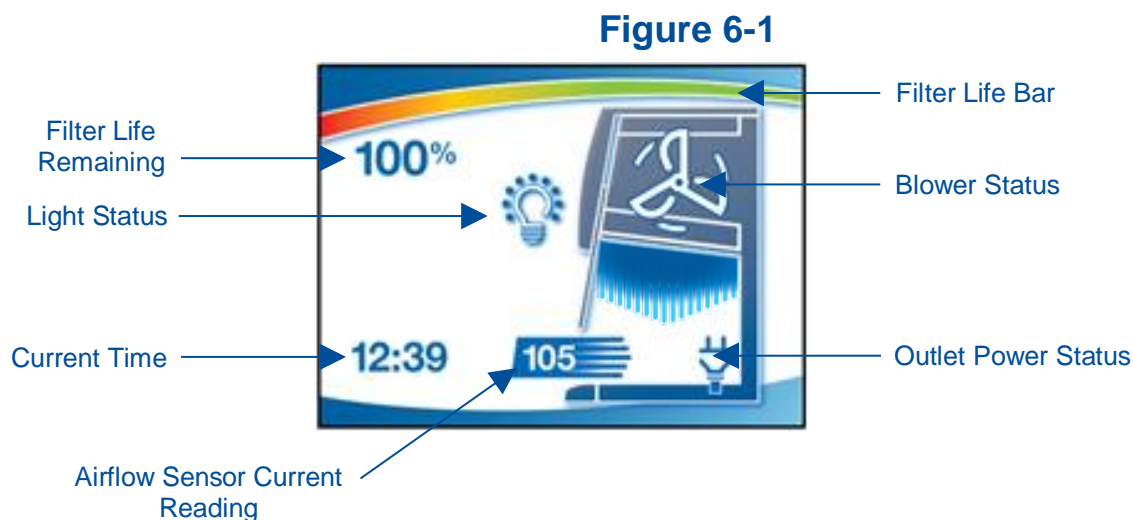 Figure 6-1
Filter Life Bar
Filter Life
Remaining
100%
Blower Status
Light Status
Current Time
12:39
105
Outlet Power Status
Airflow Sensor Current
Reading